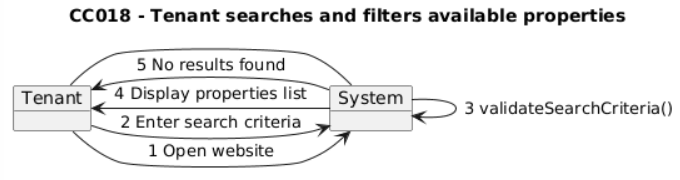 CC018 - Tenant searches and filters available properties
5 No results found
Tenant
4 Display properties list
System
3 validateSearchCriteria()
2 Enter search criteria
1 Open website